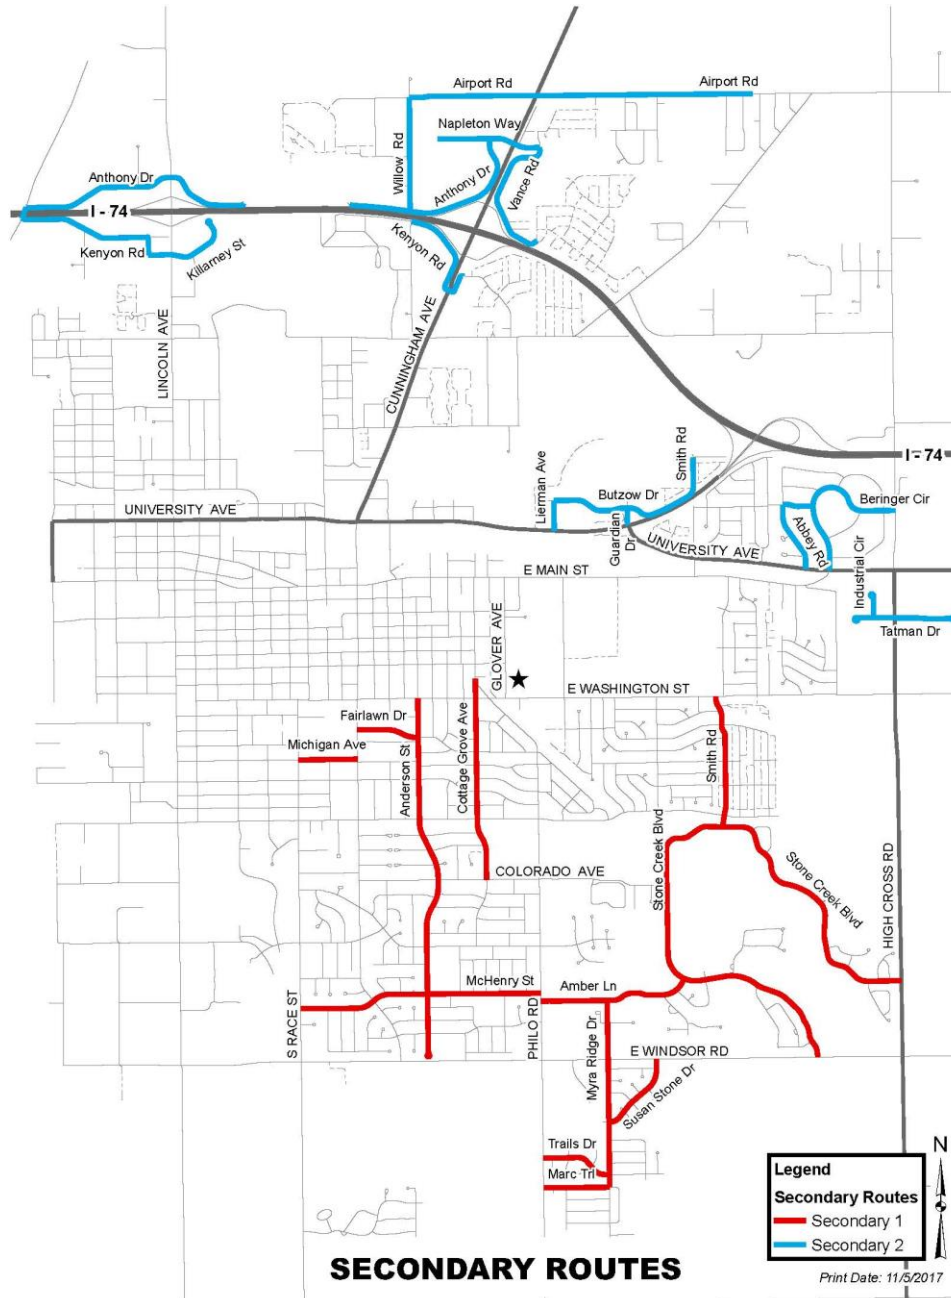 Airport Rd
Airport Rd
Napleton Way
Willow Rd
Anthony Dr
Vance Rd
Anthony Dr
I - 74
Kenyon Rd
Killarney St
Kenyon Rd
LINCOLN AVE
CUNNINGHAM AVE
I - 74
Smith Rd
Lierman Ave
Butzow Dr
Beringer Cir
UNIVERSITY AVE
Guardian
Dr
UNIVERSITY AVE
Abbey Rd
E MAIN ST
Industrial Cir
Tatman Dr
GLOVER AVE
E WASHINGTON ST
Fairlawn Dr
Michigan Ave
Anderson St
Cottage Grove Ave
Smith Rd
Stone Creek Blvd
COLORADO AVE
Stone Creek Blvd
HIGH CROSS RD
McHenry St
Amber Ln
S RACE ST
PHILO RD
Myra Ridge Dr
E WINDSOR RD
Susan Stone Dr
Trails Dr
Marc Trl
N
Legend
Secondary Routes
Secondary 1
Secondary 2
SECONDARY ROUTES
Print Date: 11/5/2017